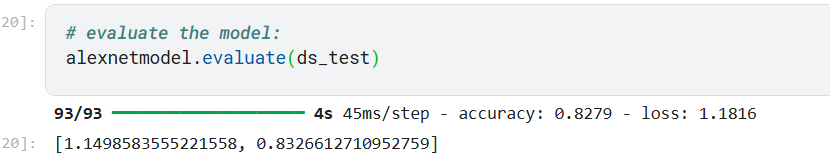 20]:
# evaluate the model:
alexnetmodel.evaluate(ds_test)
93/93 ━━━━━━━━━━━━━━━━━━━━ 4s 45ms/step - accuracy: 0.8279 - loss: 1.1816
20]: [1.1498583555221558, 0.8326612710952759]